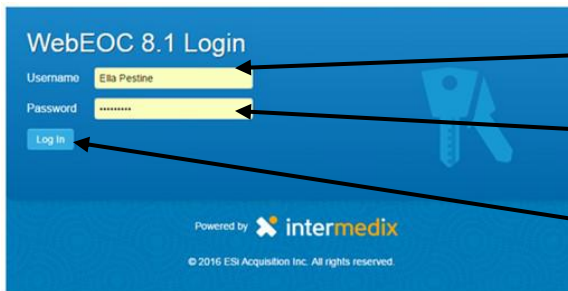 WebEOC 8.1 Login
Username Ella Pestine
Password •••••••••
Log In
Powered by intermedix
© 2016 ESi Acquisition Inc. All rights reserved.